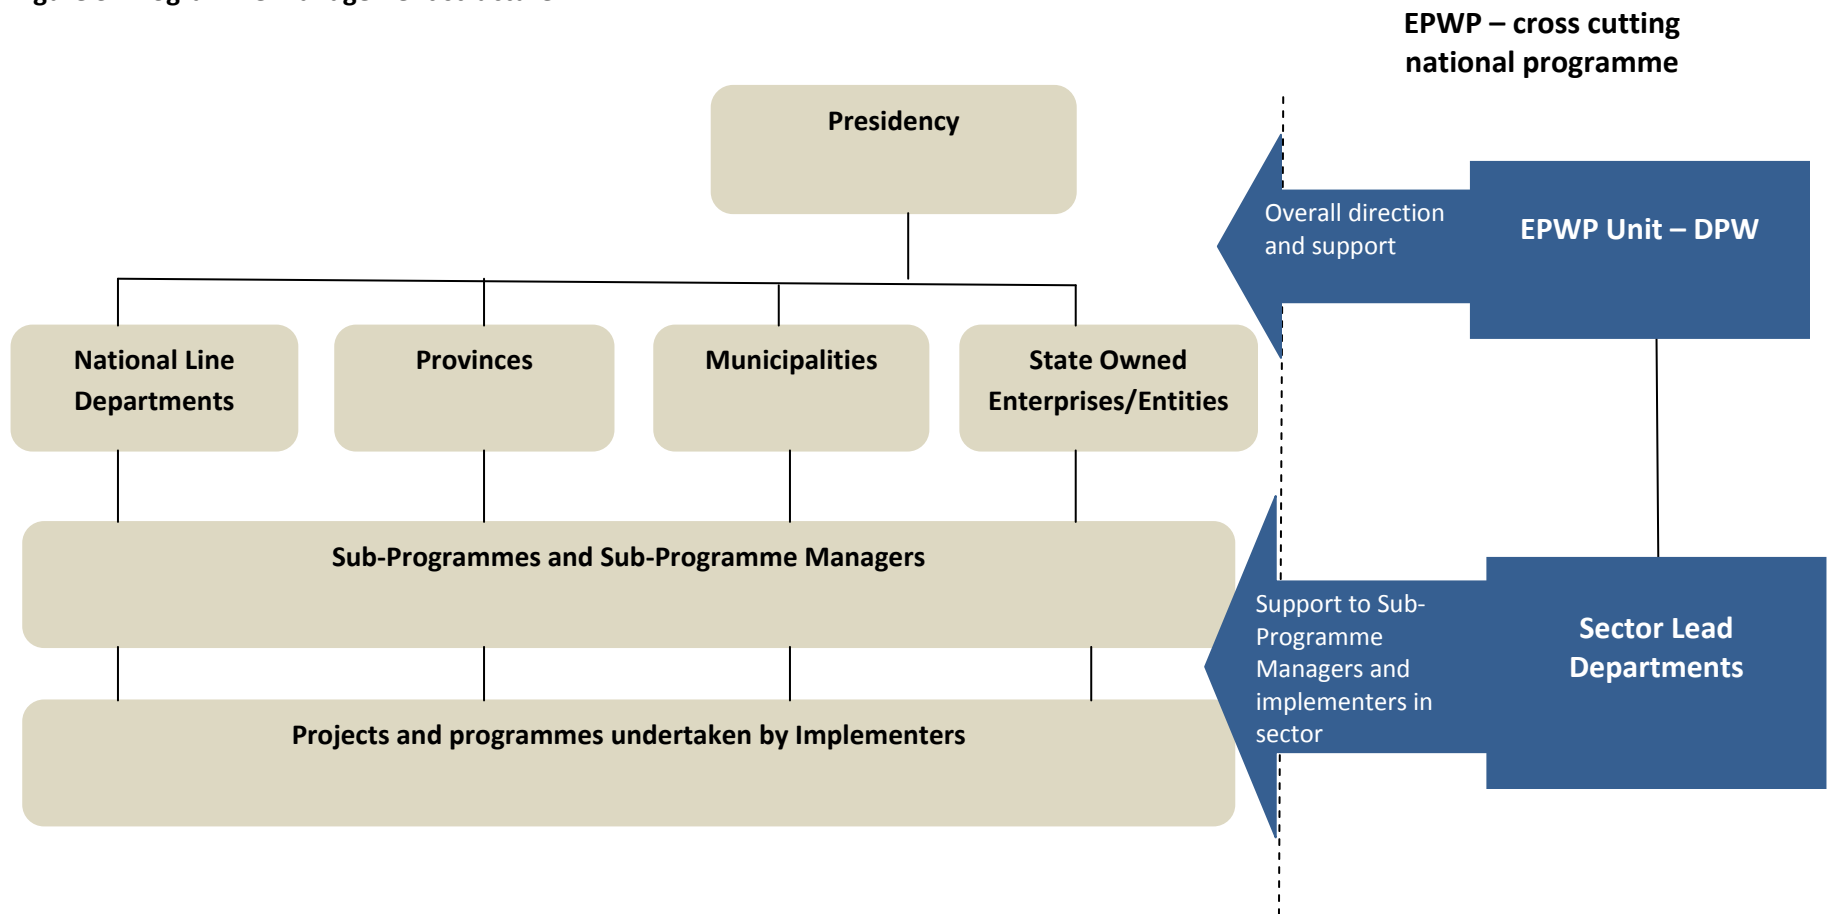 EPWP – cross cutting
national programme
Presidency
Overall direction
and support
EPWP Unit – DPW
National Line
Departments
Provinces
Municipalities
State Owned
Enterprises/Entities
Sub-Programmes and Sub-Programme Managers
Support to Sub-
Programme
Managers and
implementers in
sector
Sector Lead
Departments
Projects and programmes undertaken by Implementers